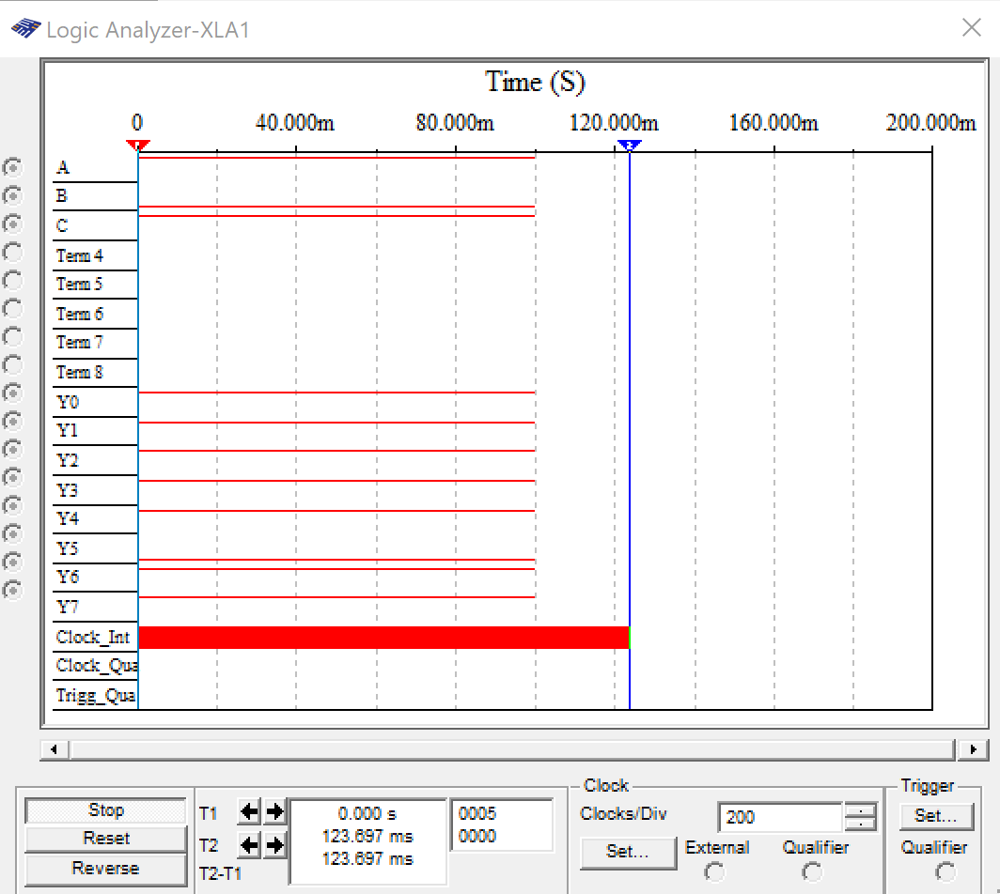 Logic Analyzer-XLA1
Time (S)
0 40.000m 80.000m 120.000m 160.000m 200.000m
A
B
C
Term 4
Term 5
Term 6
Term 7
Term 8
Y0
Y1
Y2
Y3
Y4
Y5
Y6
Y7
Clock_Int
Clock_Qua
Trigg_Qua
Clock
Trigger
Stop
Reset
Reverse
T1
T2
T2-T1
0.000 s
123.697 ms
123.697 ms
0005
0000
Clocks/Div
200
Set...
External
Qualifier
Set...
Qualifier